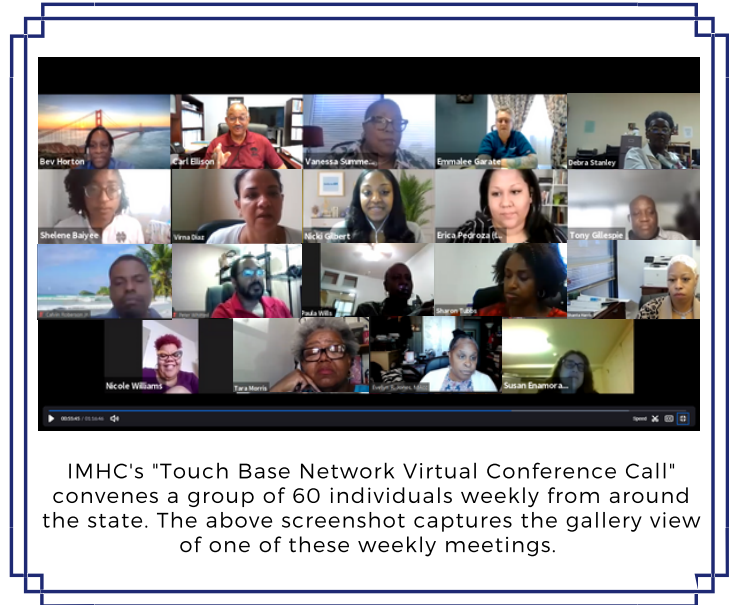 Bev Horton
Carl Ellison
Vanessa Summe...
Emmalee Garate
Debra Stanley
Shelene Baiyee
Virna Diaz
Nicki Gilbert
Erica Pedroza (
Tony Gillespie
Paula Wills
Sharon Tubbs
Nicole Williams
Tara Morris
Susan Enamora...
Speed
IMHC's "Touch Base Network Virtual Conference Call"
convenes a group of 60 individuals weekly from around
the state. The above screenshot captures the gallery view
of one of these weekly meetings.